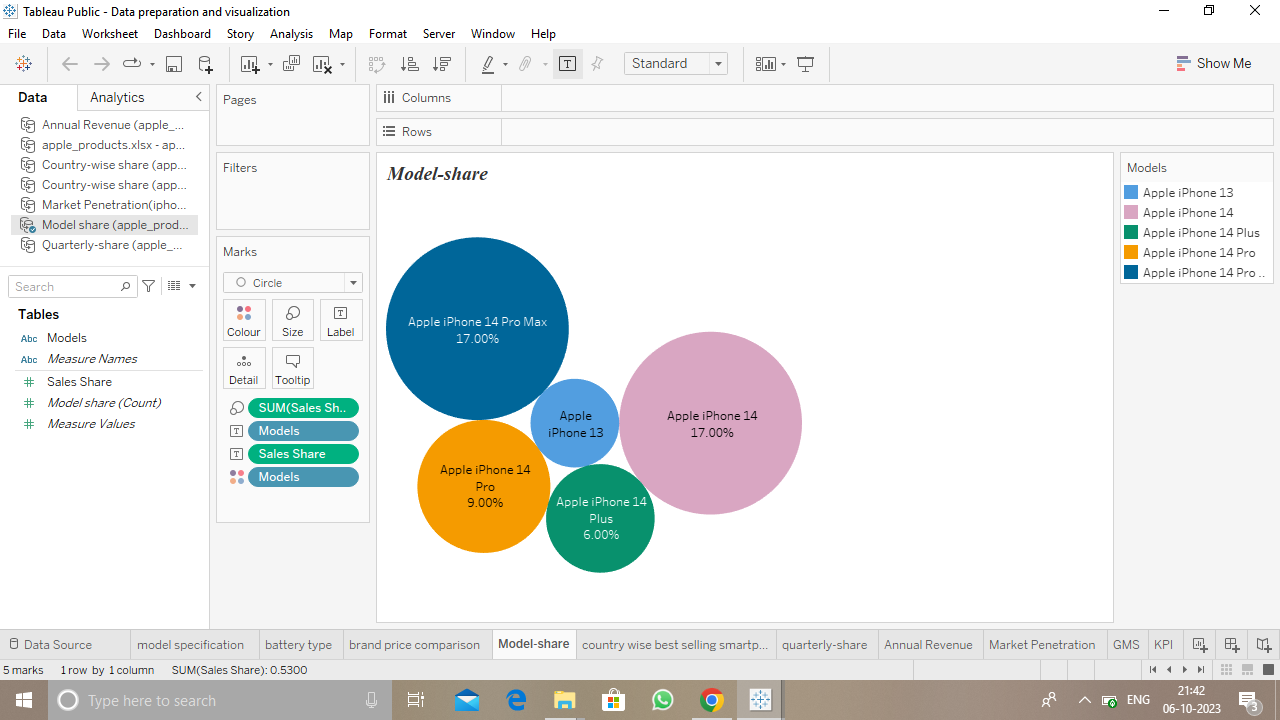 Tableau Public - Data preparation and visualization
File Data Worksheet Dashboard Story Analysis Map Format Server Window Help
Standard
Show Me
Data Analytics
Annual Revenue (apple_...
apple_products.xlsx - ap...
Country-wise share (app...
Country-wise share (app...
Market Penetration(ipho...
Model share (apple_prod...
Quarterly-share (apple_...
Search
Tables
Abc Models
Abc Measure Names
Sales Share
Model share (Count)
Measure Values
Pages
Filters
Marks
Circle
Colour Size Label
Detail Tooltip
SUM(Sales Sh..
Models
Sales Share
Models
Columns
Rows
Model-share
Apple iPhone 14 Pro Max
17.00%
Apple
iPhone 13
Apple iPhone 14
17.00%
Apple iPhone 14
Pro
9.00%
Apple iPhone 14
Plus
6.00%
Models
Apple iPhone 13
Apple iPhone 14
Apple iPhone 14 Plus
Apple iPhone 14 Pro
Apple iPhone 14 Pro ..
Data Source model specification battery type brand price comparison Model-share country wise best selling smartp... quarterly-share Annual Revenue Market Penetration GMS KPI
5 marks 1 row by 1 column SUM(Sales Share): 0.5300
Type here to search
ENG
21:42
06-10-2023
3